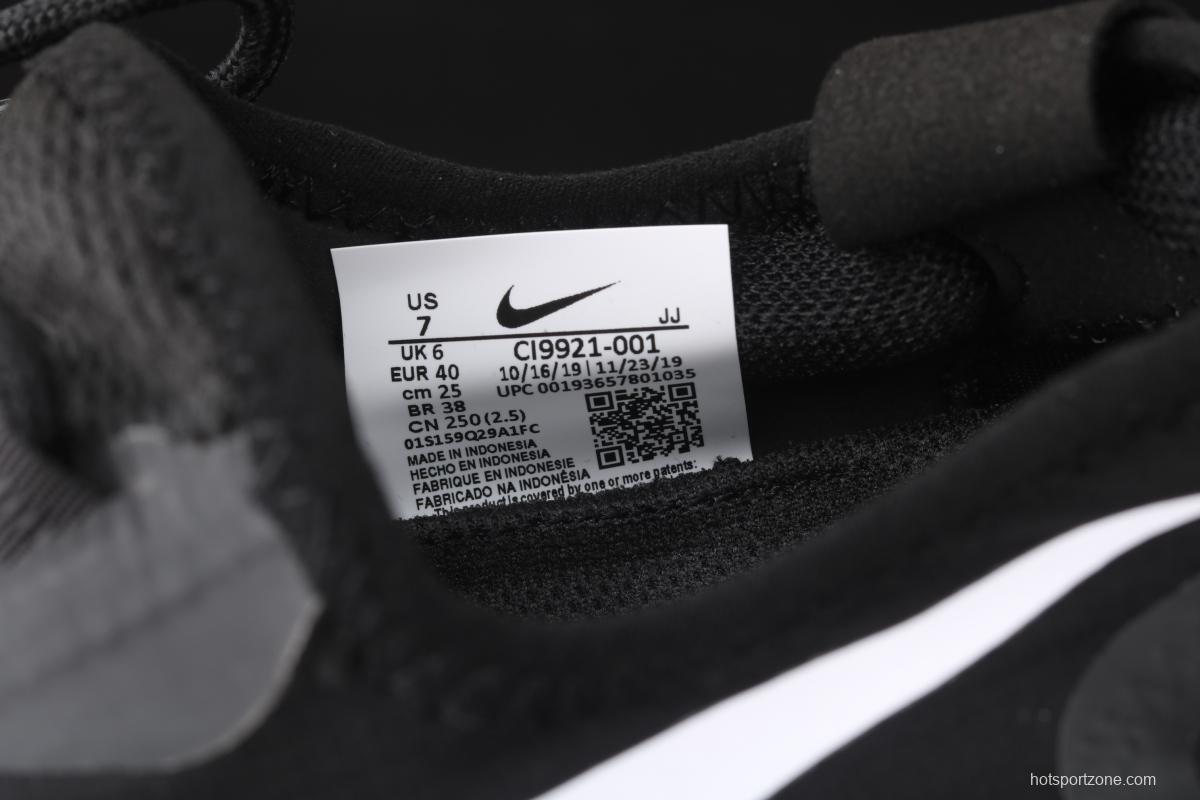 US
7
JJ
UK 6
CI9921-001
EUR 40
10/16/19 | 11/23/19
cm 25
UPC 00193657801035
BR 38
CN 250 (2.5)
01S159Q29A1FC
MADE IN INDONESIA
HECHO EN INDONESIA
FABRIQUE EN INDONESIE
FABRICADO NA INDONÊSIA
This product is covered by one or more patents:
hotsportzone.com